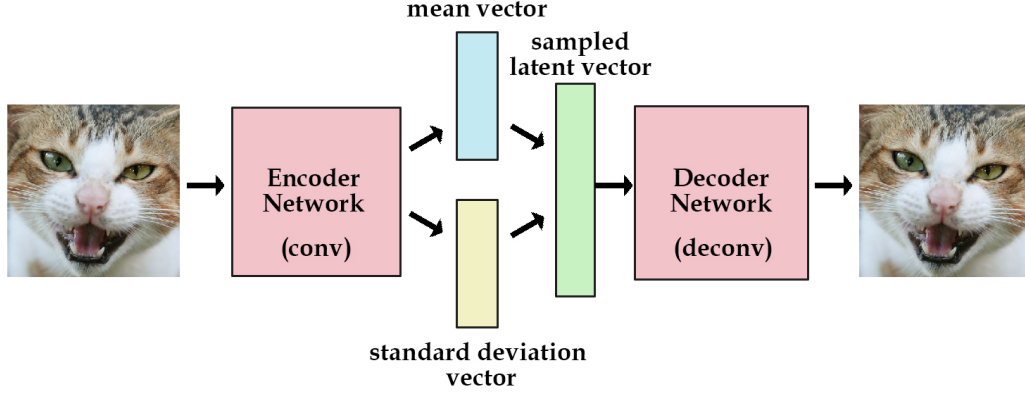 mean vector
sampled
latent vector
Encoder
Network
(conv)
Decoder
Network
(deconv)
standard deviation
vector